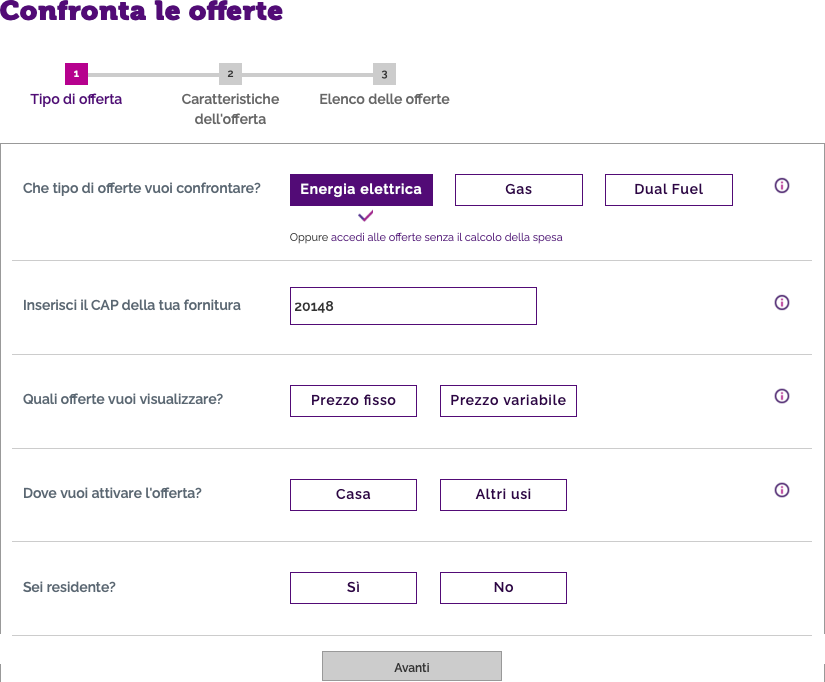 Confronta le offerte
1 2 3
Tipo di offerta Caratteristiche dell'offerta Elenco delle offerte
Che tipo di offerte vuoi confrontare? Energia elettrica Gas Dual Fuel
Oppure accedi alle offerte senza il calcolo della spesa
Inserisci il CAP della tua fornitura 20148
Quali offerte vuoi visualizzare? Prezzo fisso Prezzo variabile
Dove vuoi attivare l'offerta? Casa Altri usi
Sei residente? Sì No
Avanti